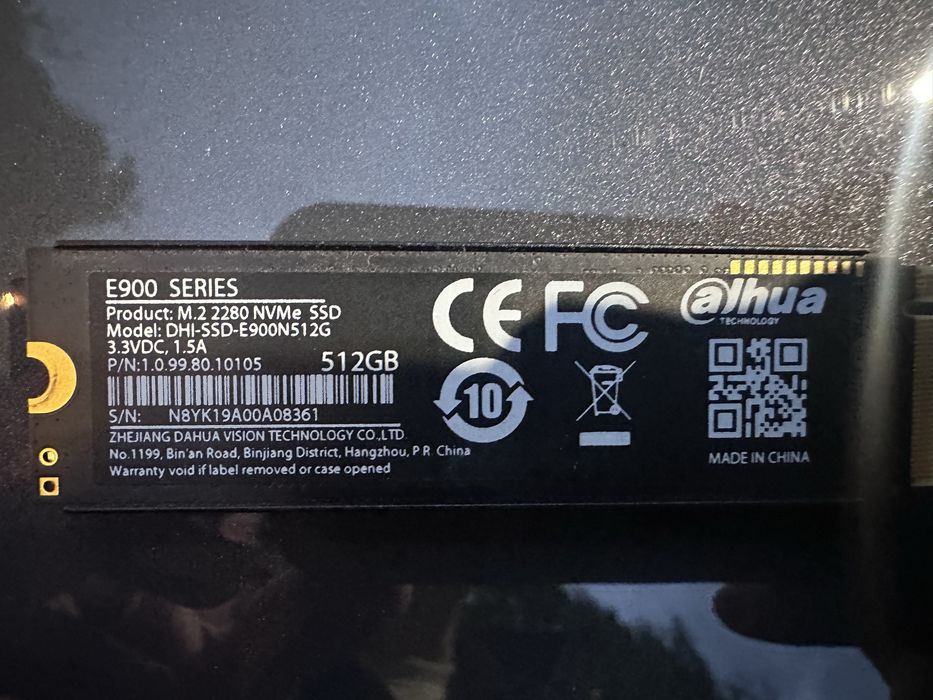 E900 SERIES
Product: M.2 2280 NVMe SSD
Model: DHI-SSD-E900N512G
3.3VDC, 1.5A
P/N:1.0.99.80.10105
512GB
S/N: N8YK19A00A08361
ZHEJIANG DAHUA VISION TECHNOLOGY CO.,LTD.
No.1199, Bin'an Road, Binjiang District, Hangzhou, P R China
Warranty void if label removed or case opened
CE FC
10
alhua
TECHNOLOGY
MADE IN CHINA